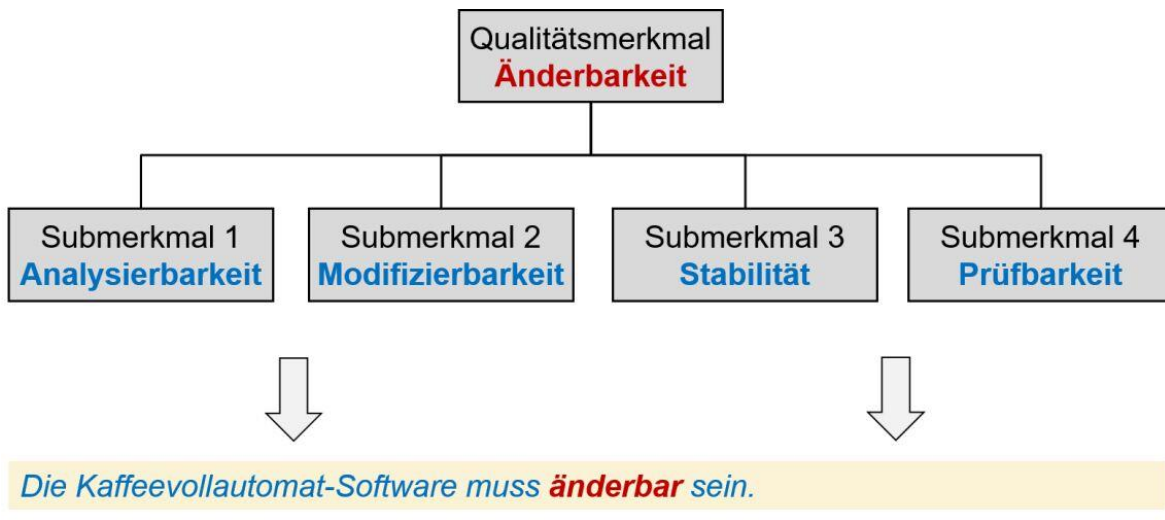 Qualitätsmerkmal
Änderbarkeit
Submerkmal 1
Analysierbarkeit
Submerkmal 2
Modifizierbarkeit
Submerkmal 3
Stabilität
Submerkmal 4
Prüfbarkeit
Die Kaffeevollautomat-Software muss änderbar sein.